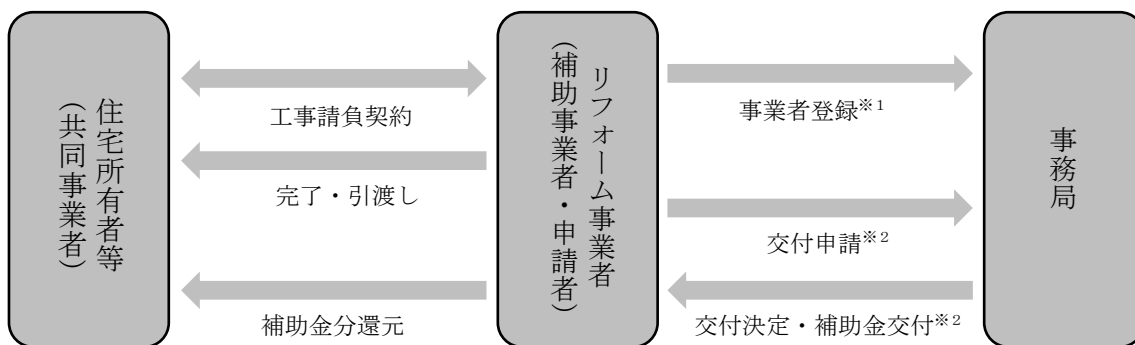 住宅所有者等
（共同事業者）
工事請負契約
完了・引渡し
補助金分還元
リフォーム事業者
（補助事業者・申請者）
事業者登録※1
交付申請※2
交付決定・補助金交付※2
事務局